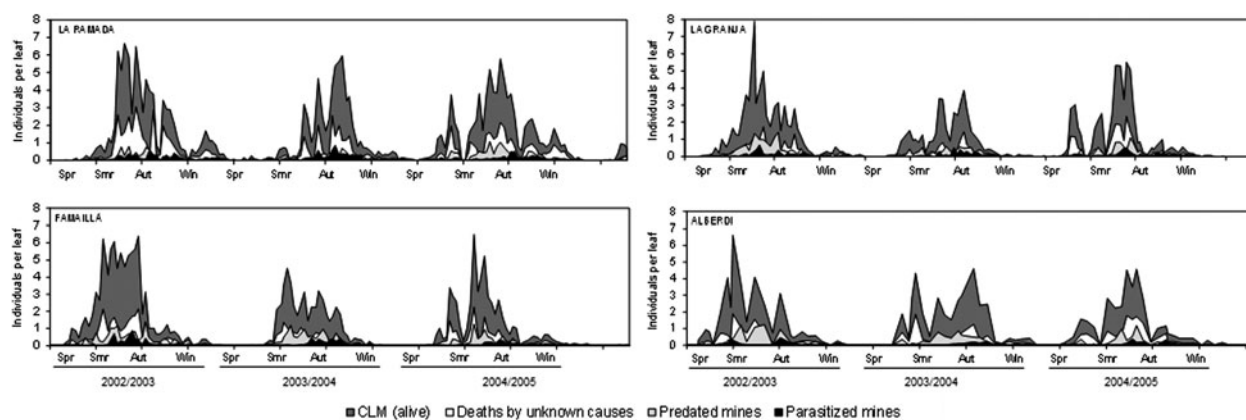 LA RAMADA
Individuals per leaf
8
7
6
5
4
3
2
1
0
Spr Smr Aut Win Spr Smr Aut Win Spr Smr Aut Win
LAGRANJA
Individuals per leaf
8
7
6
5
4
3
2
1
0
Spr Smr Aut Win Spr Smr Aut Win Spr Smr Aut Win
FAMAILLÁ
Individuals per leaf
8
7
6
5
4
3
2
1
0
Spr Smr Aut Win Spr Smr Aut Win Spr Smr Aut Win
2002/2003 2003/2004 2004/2005
ALBERDI
Individuals per leaf
8
7
6
5
4
3
2
1
0
Spr Smr Aut Win Spr Smr Aut Win Spr Smr Aut Win
2002/2003 2003/2004 2004/2005
CLM (alive) Deaths by unknown causes Predated mines Parasitized mines